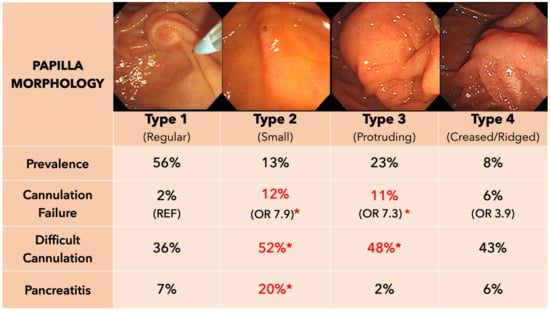 PAPILLA
MORPHOLOGY
Type 1 Type 2 Type 3 Type 4
(Regular) (Small) (Protruding) (Creased/Ridged)
Prevalence 56% 13% 23% 8%
Cannulation
Failure
2% 12% 11% 6%
(REF) (OR 7.9)* (OR 7.3)* (OR 3.9)
Difficult
Cannulation
36% 52%* 48%* 43%
Pancreatitis 7% 20%* 2% 6%